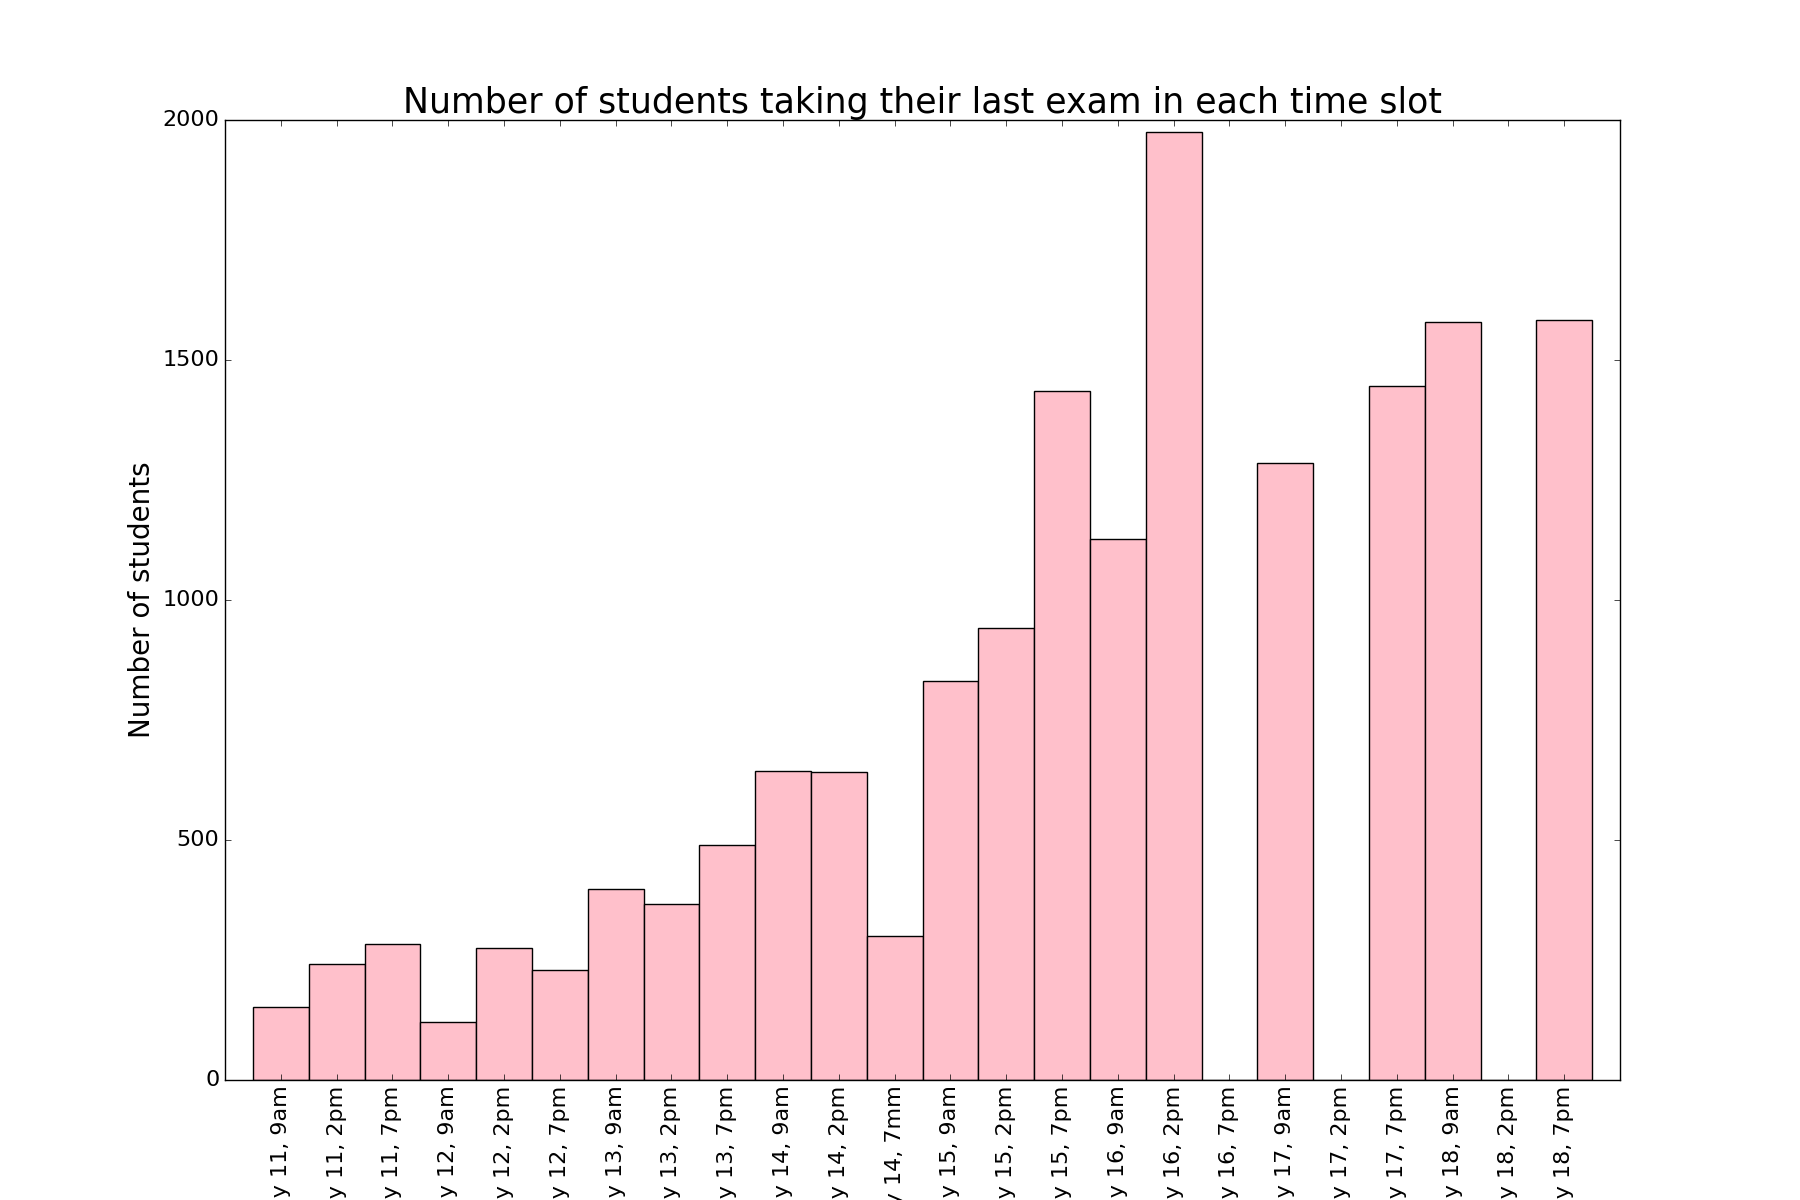 Number of students taking their last exam in each time slot
Number of students
2000
1500
1000
500
0
y 11, 9am
y 11, 2pm
y 11, 7pm
y 12, 9am
y 12, 2pm
y 12, 7pm
y 13, 9am
y 13, 2pm
y 13, 7pm
y 14, 9am
y 14, 2pm
y 14, 7mm
y 15, 9am
y 15, 2pm
y 15, 7pm
y 16, 9am
y 16, 2pm
y 16, 7pm
y 17, 9am
y 17, 2pm
y 17, 7pm
y 18, 9am
y 18, 2pm
y 18, 7pm